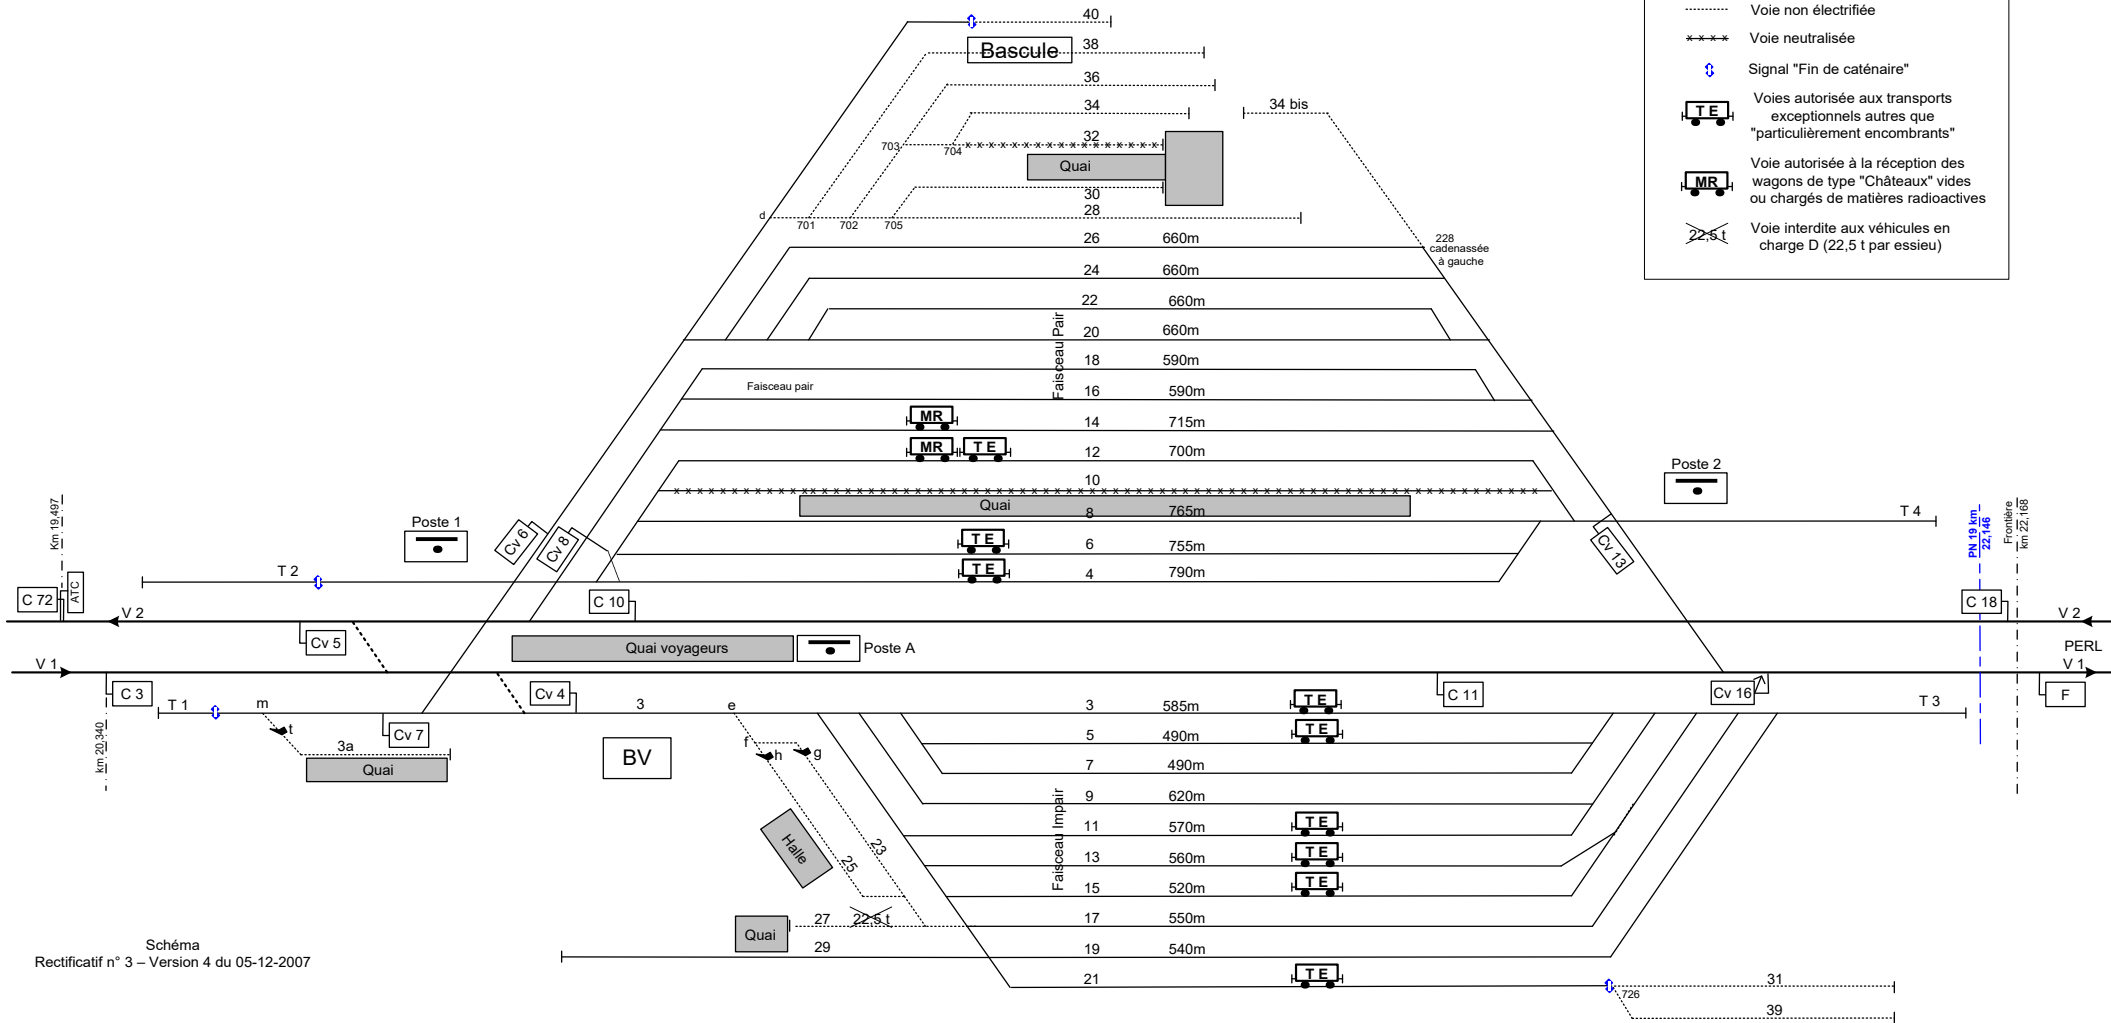 40
Bascule
38
36
34
34 bis
32
703
704
Quai
30
28
d
701
702
705
26 660m
228
cadenassée
à gauche
24 660m
22 660m
20 660m
Faisceau Pair
18 590m
Faisceau pair
16 590m
MR
14 715m
MR
T E
12 700m
10
Quai
8 765m
T 4
T E
6 755m
T E
4 790m
Poste 1
Poste 2
Cv 6
Cv 8
Cv 13
Km 19,497
PN 19 km
22,146
Frontière
km 22,168
T 2
C 72
ATC
C 10
C 18
V 2
V 2
Cv 5
Quai voyageurs
Poste A
PERL
V 1
V 1
C 3
Cv 4
C 11
Cv 16
F
km 20,340
T 1
m
t
Cv 7
3
e
3 585m
T E
T 3
3a
Quai
BV
f
h
g
5 490m
T E
7 490m
9 620m
Faisceau Impair
11 570m
T E
Halle
23
25
13 560m
T E
15 520m
T E
27
22,5 t
17 550m
Quai
29
19 540m
21
T E
726
31
39
Schéma
Rectificatif n° 3 – Version 4 du 05-12-2007
Voie non électrifiée
Voie neutralisée
Signal "Fin de caténaire"
T E
Voies autorisée aux transports
exceptionnels autres que
"particulièrement encombrants"
MR
Voie autorisée à la réception des
wagons de type "Châteaux" vides
ou chargés de matières radioactives
22,5 t
Voie interdite aux véhicules en
charge D (22,5 t par essieu)